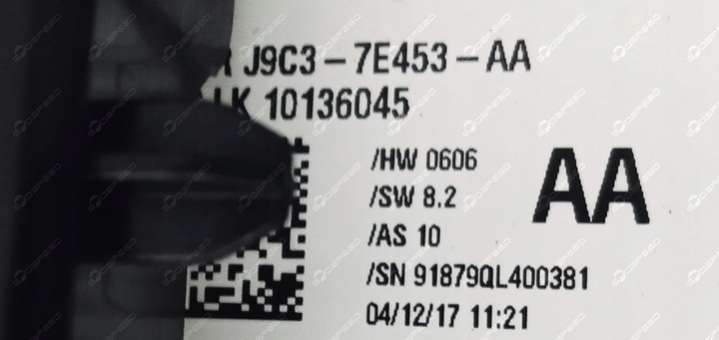 J9C3-7E453-AA
LK 10136045
/HW 0606
/SW 8.2
AA
/AS 10
/SN 91879QL400381
04/12/17 11:21